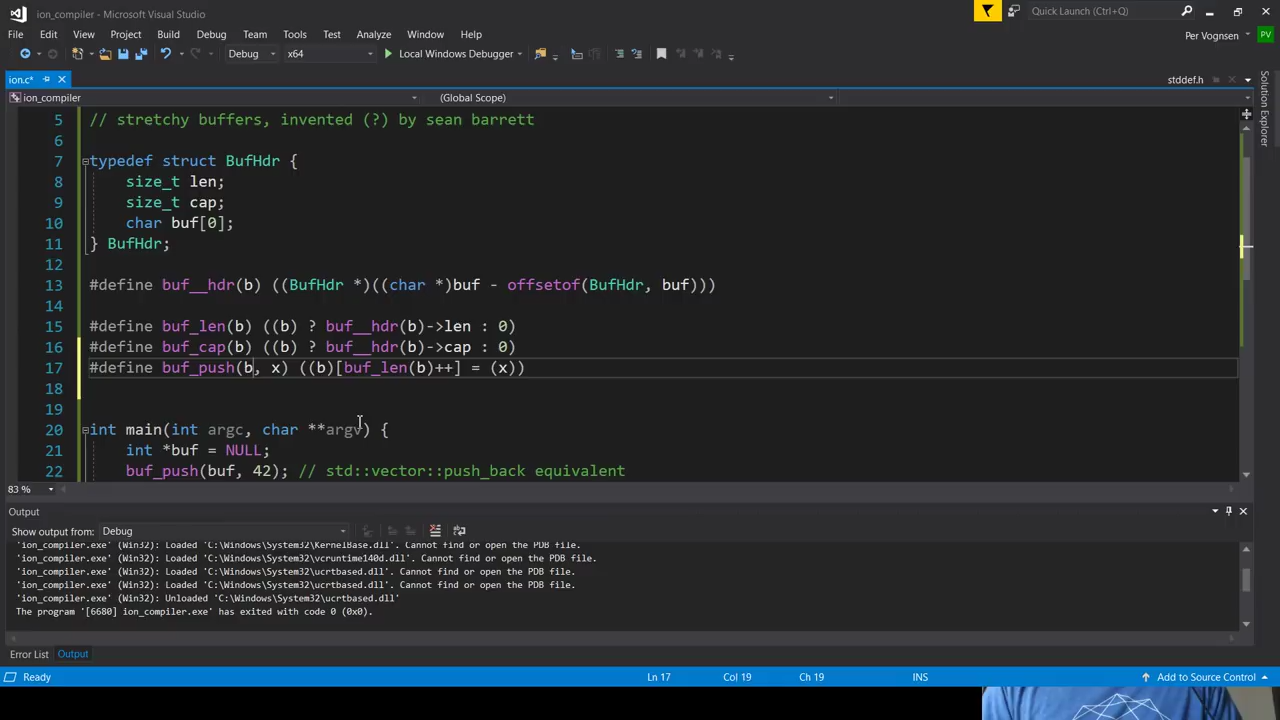 ion_compiler - Microsoft Visual Studio
Quick Launch (Ctrl+Q)
File Edit View Project Build Debug Team Tools Test Analyze Window Help
Per Vognsen PV
Debug x64 Local Windows Debugger
ion.c*
stddef.h
ion_compiler (Global Scope)
Solution Explorer
5 // stretchy buffers, invented (?) by sean barrett
6
7 typedef struct BufHdr {
8 size_t len;
9 size_t cap;
10 char buf[0];
11 } BufHdr;
12
13 #define buf__hdr(b) ((BufHdr *)((char *)buf - offsetof(BufHdr, buf)))
14
15 #define buf_len(b) ((b) ? buf__hdr(b)->len : 0)
16 #define buf_cap(b) ((b) ? buf__hdr(b)->cap : 0)
17 #define buf_push(b, x) ((b)[buf_len(b)++] = (x))
18
19
20 int main(int argc, char **argv) {
21 int *buf = NULL;
22 buf_push(buf, 42); // std::vector::push_back equivalent
83 %
Output
Show output from: Debug
'ion_compiler.exe' (Win32): Loaded 'C:\Windows\System32\KernelBase.dll'. Cannot find or open the PDB file.
'ion_compiler.exe' (Win32): Loaded 'C:\Windows\System32\vcruntime140d.dll'. Cannot find or open the PDB file.
'ion_compiler.exe' (Win32): Loaded 'C:\Windows\System32\ucrtbased.dll'. Cannot find or open the PDB file.
'ion_compiler.exe' (Win32): Loaded 'C:\Windows\System32\ucrtbased.dll'. Cannot find or open the PDB file.
'ion_compiler.exe' (Win32): Unloaded 'C:\Windows\System32\ucrtbased.dll'
The program '[6680] ion_compiler.exe' has exited with code 0 (0x0).
Error List Output
Ready Ln 17 Col 19 Ch 19 INS Add to Source Control